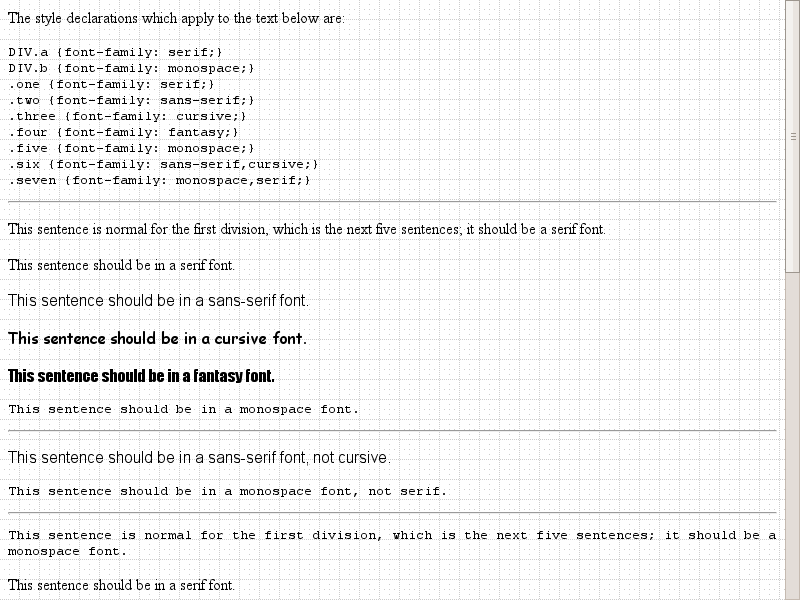 The style declarations which apply to the text below are:
DIV.a {font-family: serif;}
DIV.b {font-family: monospace;}
.one {font-family: serif;}
.two {font-family: sans-serif;}
.three {font-family: cursive;}
.four {font-family: fantasy;}
.five {font-family: monospace;}
.six {font-family: sans-serif,cursive;}
.seven {font-family: monospace,serif;}
This sentence is normal for the first division, which is the next five sentences; it should be a serif font.
This sentence should be in a serif font.
This sentence should be in a sans-serif font.
This sentence should be in a cursive font.
This sentence should be in a fantasy font.
This sentence should be in a monospace font.
This sentence should be in a sans-serif font, not cursive.
This sentence should be in a monospace font, not serif.
This sentence is normal for the first division, which is the next five sentences; it should be a
monospace font.
This sentence should be in a serif font.